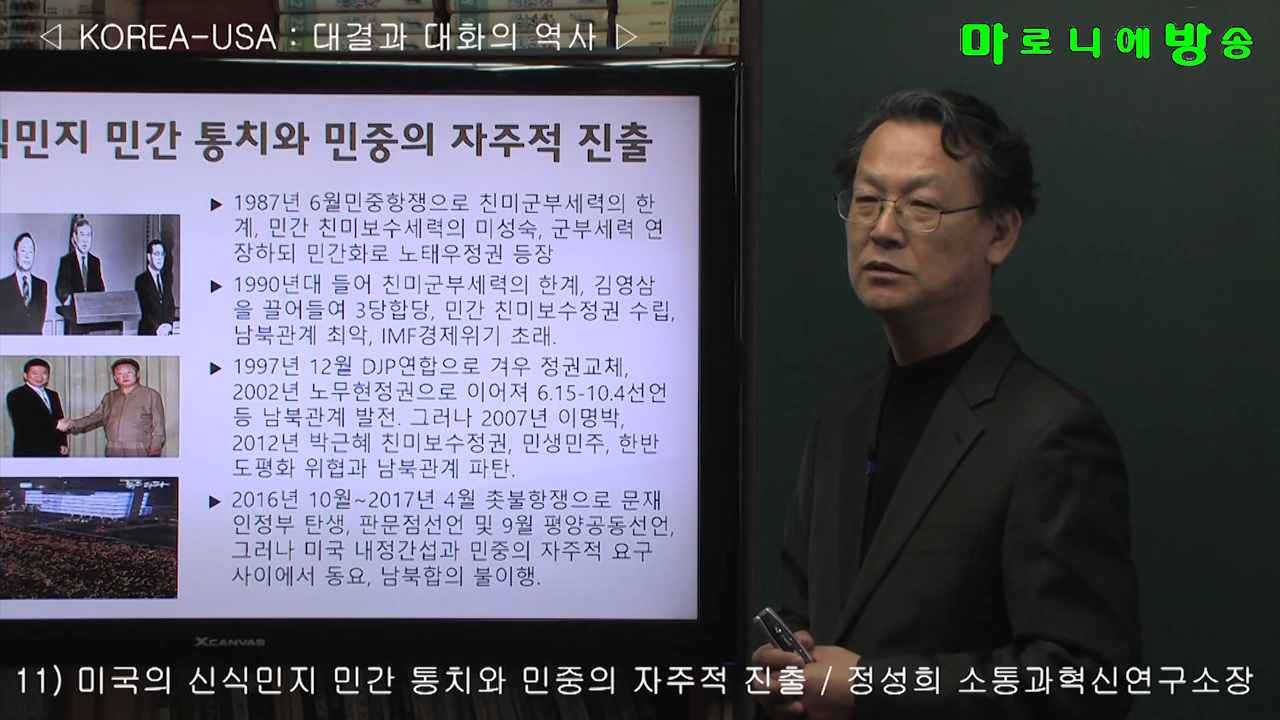 ◁ KOREA-USA : 대결과 대화의 역사 ▷
마로니에방송
식민지 민간 통치와 민중의 자주적 진출
▶ 1987년 6월민중항쟁으로 친미군부세력의 한
계, 민간 친미보수세력의 미성숙, 군부세력 연
장하되 민간화로 노태우정권 등장
▶ 1990년대 들어 친미군부세력의 한계, 김영삼
을 끌어들여 3당합당, 민간 친미보수정권 수립,
남북관계 최악, IMF경제위기 초래.
▶ 1997년 12월 DJP연합으로 겨우 정권교체,
2002년 노무현정권으로 이어져 6.15-10.4선언
등 남북관계 발전. 그러나 2007년 이명박,
2012년 박근혜 친미보수정권, 민생민주, 한반
도평화 위협과 남북관계 파탄.
▶ 2016년 10월~2017년 4월 촛불항쟁으로 문재
인정부 탄생, 판문점선언 및 9월 평양공동선언,
그러나 미국 내정간섭과 민중의 자주적 요구
사이에서 동요, 남북합의 불이행.
XCANVAS
11) 미국의 신식민지 민간 통치와 민중의 자주적 진출 / 정성희 소통과혁신연구소장